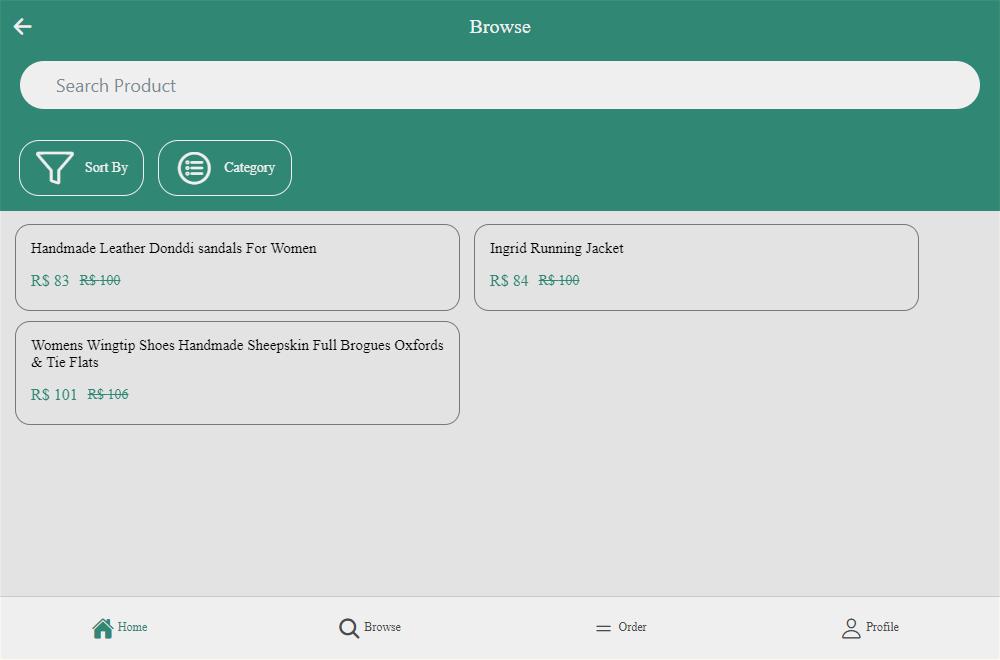 Browse
Search Product
Sort By
Category
Handmade Leather Donddi sandals For Women
R$ 83 R$ 100
Ingrid Running Jacket
R$ 84 R$ 100
Womens Wingtip Shoes Handmade Sheepskin Full Brogues Oxfords
& Tie Flats
R$ 101 R$ 106
Home
Browse
Order
Profile